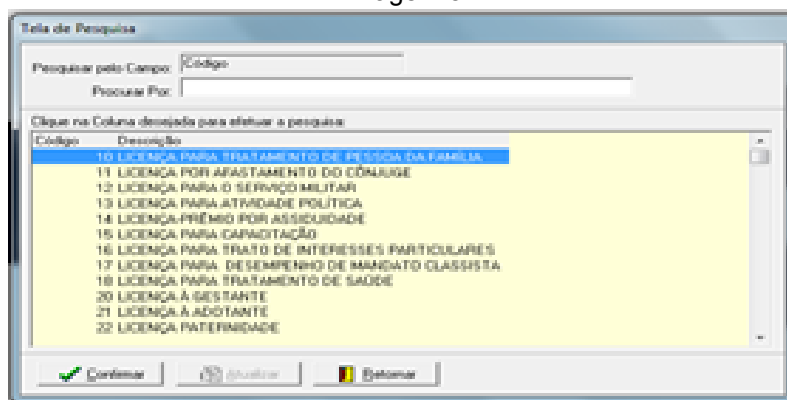 Tela de Pesquisa
Pesquisar pelo Campo: Código
Procurar Por:
Clique na Coluna desejada para efetuar a pesquisa:
Código Descrição
10 LICENÇA PARA TRATAMENTO DE PESSOA DA FAMÍLIA
11 LICENÇA POR AFASTAMENTO DO CÔNJUGE
12 LICENÇA PARA O SERVIÇO MILITAR
13 LICENÇA PARA ATIVIDADE POLÍTICA
14 LICENÇA-PRÊMIO POR ASSIDUIDADE
15 LICENÇA PARA CAPACITAÇÃO
16 LICENÇA PARA TRATO DE INTERESSES PARTICULARES
17 LICENÇA PARA DESEMPENHO DE MANDATO CLASSISTA
18 LICENÇA PARA TRATAMENTO DE SAÚDE
20 LICENÇA À GESTANTE
21 LICENÇA À ADOTANTE
22 LICENÇA PATERNIDADE
Confirmar Atualizar Retornar